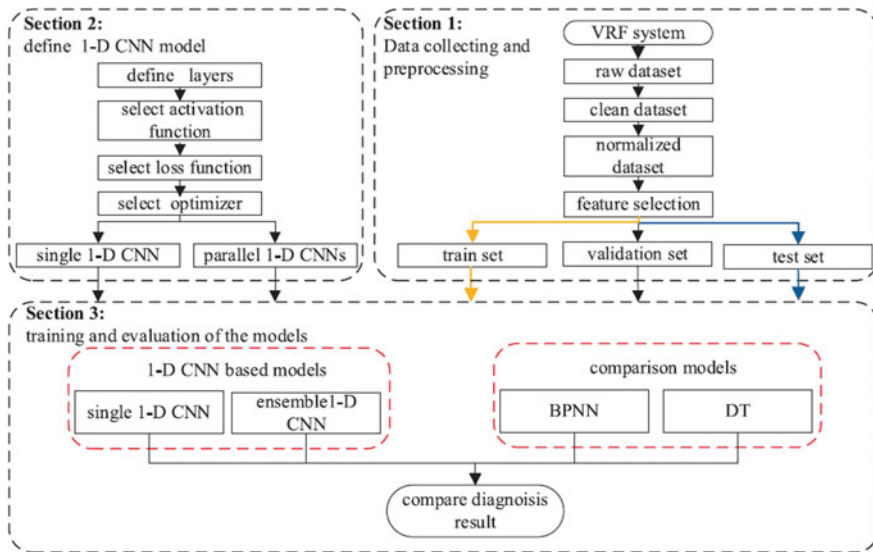 Section 2:
define 1-D CNN model
define layers
select activation
function
select loss function
select optimizer
single 1-D CNN
parallel 1-D CNNs
Section 1:
Data collecting and
preprocessing
VRF system
raw dataset
clean dataset
normalized
dataset
feature selection
train set
validation set
test set
Section 3:
training and evaluation of the models
1-D CNN based models
single 1-D CNN
ensemble1-D
CNN
comparison models
BPNN
DT
compare diagnoisis
result